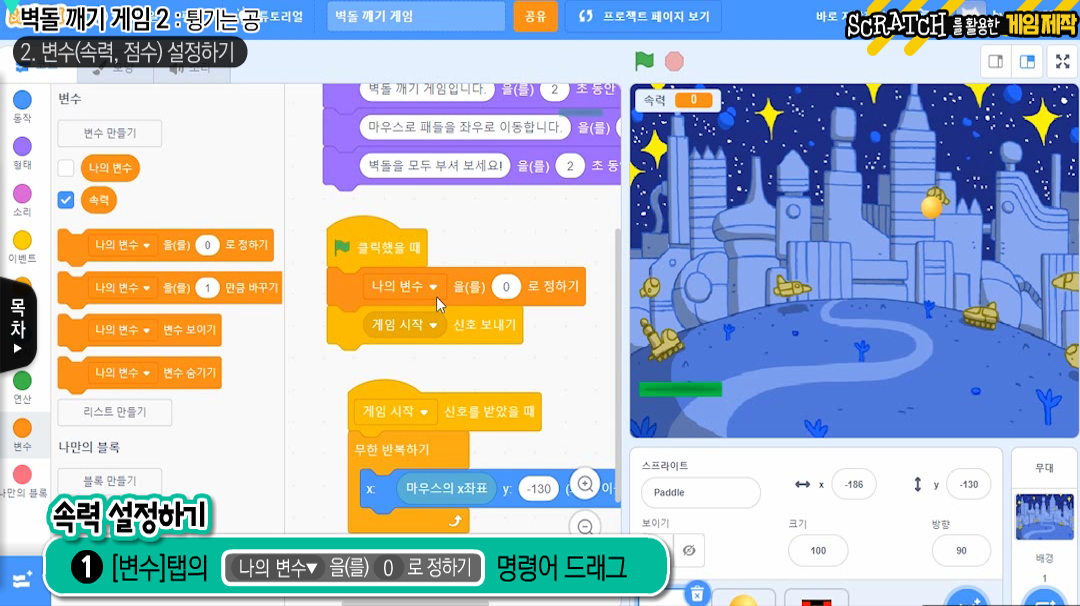 벽돌 깨기 게임 2 : 튕기는 공
튜토리얼
벽돌 깨기 게임
공유
프로젝트 페이지 보기
바로
SCRATCH를 활용한 게임제작
2. 변수(속력, 점수) 설정하기
변수
변수 만들기
나의 변수
속력
나의 변수 을(를) 0 로 정하기
나의 변수 을(를) 1 만큼 바꾸기
나의 변수 변수 보이기
나의 변수 변수 숨기기
리스트 만들기
나만의 블록
블록 만들기
동작
형태
소리
이벤트
연산
변수
나만의 블록
목차
벽돌 깨기 게임입니다. 을(를) 2 초 동안
마우스로 패들을 좌우로 이동합니다. 을(를)
벽돌을 모두 부셔 보세요! 을(를) 2 초 동
클릭했을 때
나의 변수 을(를) 0 로 정하기
게임 시작 신호 보내기
게임 시작 신호를 받았을 때
무한 반복하기
x: 마우스의 x좌표 y: -130
속력 0
스프라이트
Paddle
x -186
y -130
보이기
크기
100
방향
90
무대
배경
1
속력 설정하기
1 [변수]탭의 나의 변수▼ 을(를) 0 로 정하기 명령어 드래그